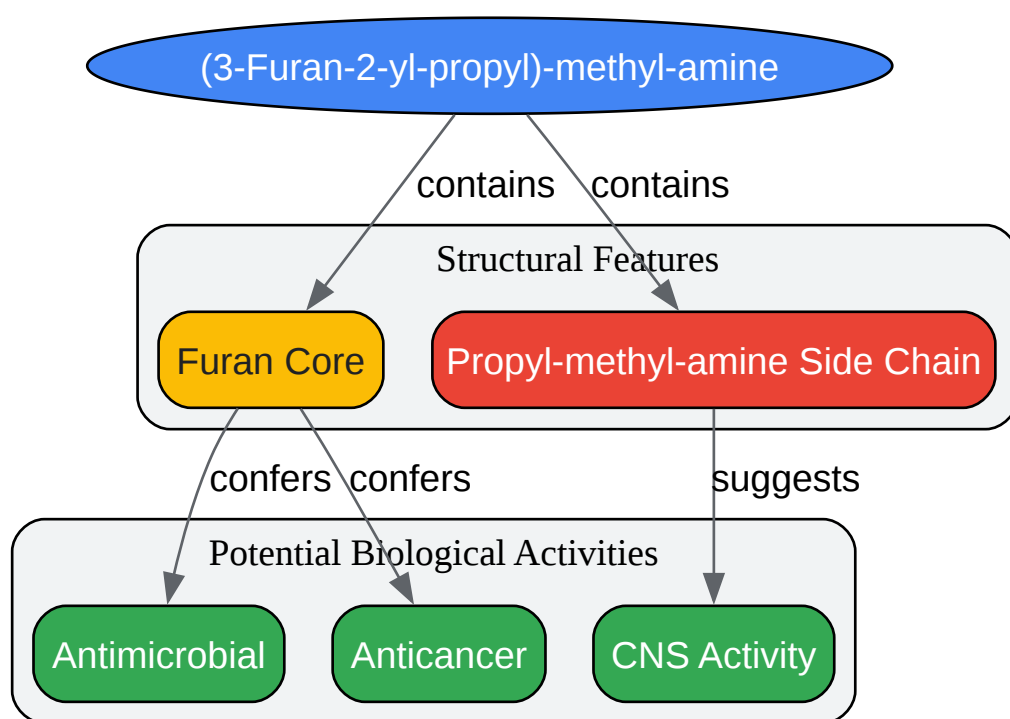 (3-Furan-2-yl-propyl)-methyl-amine
contains
contains
Structural Features
Furan Core
Propyl-methyl-amine Side Chain
confers
confers
suggests
Potential Biological Activities
Antimicrobial
Anticancer
CNS Activity